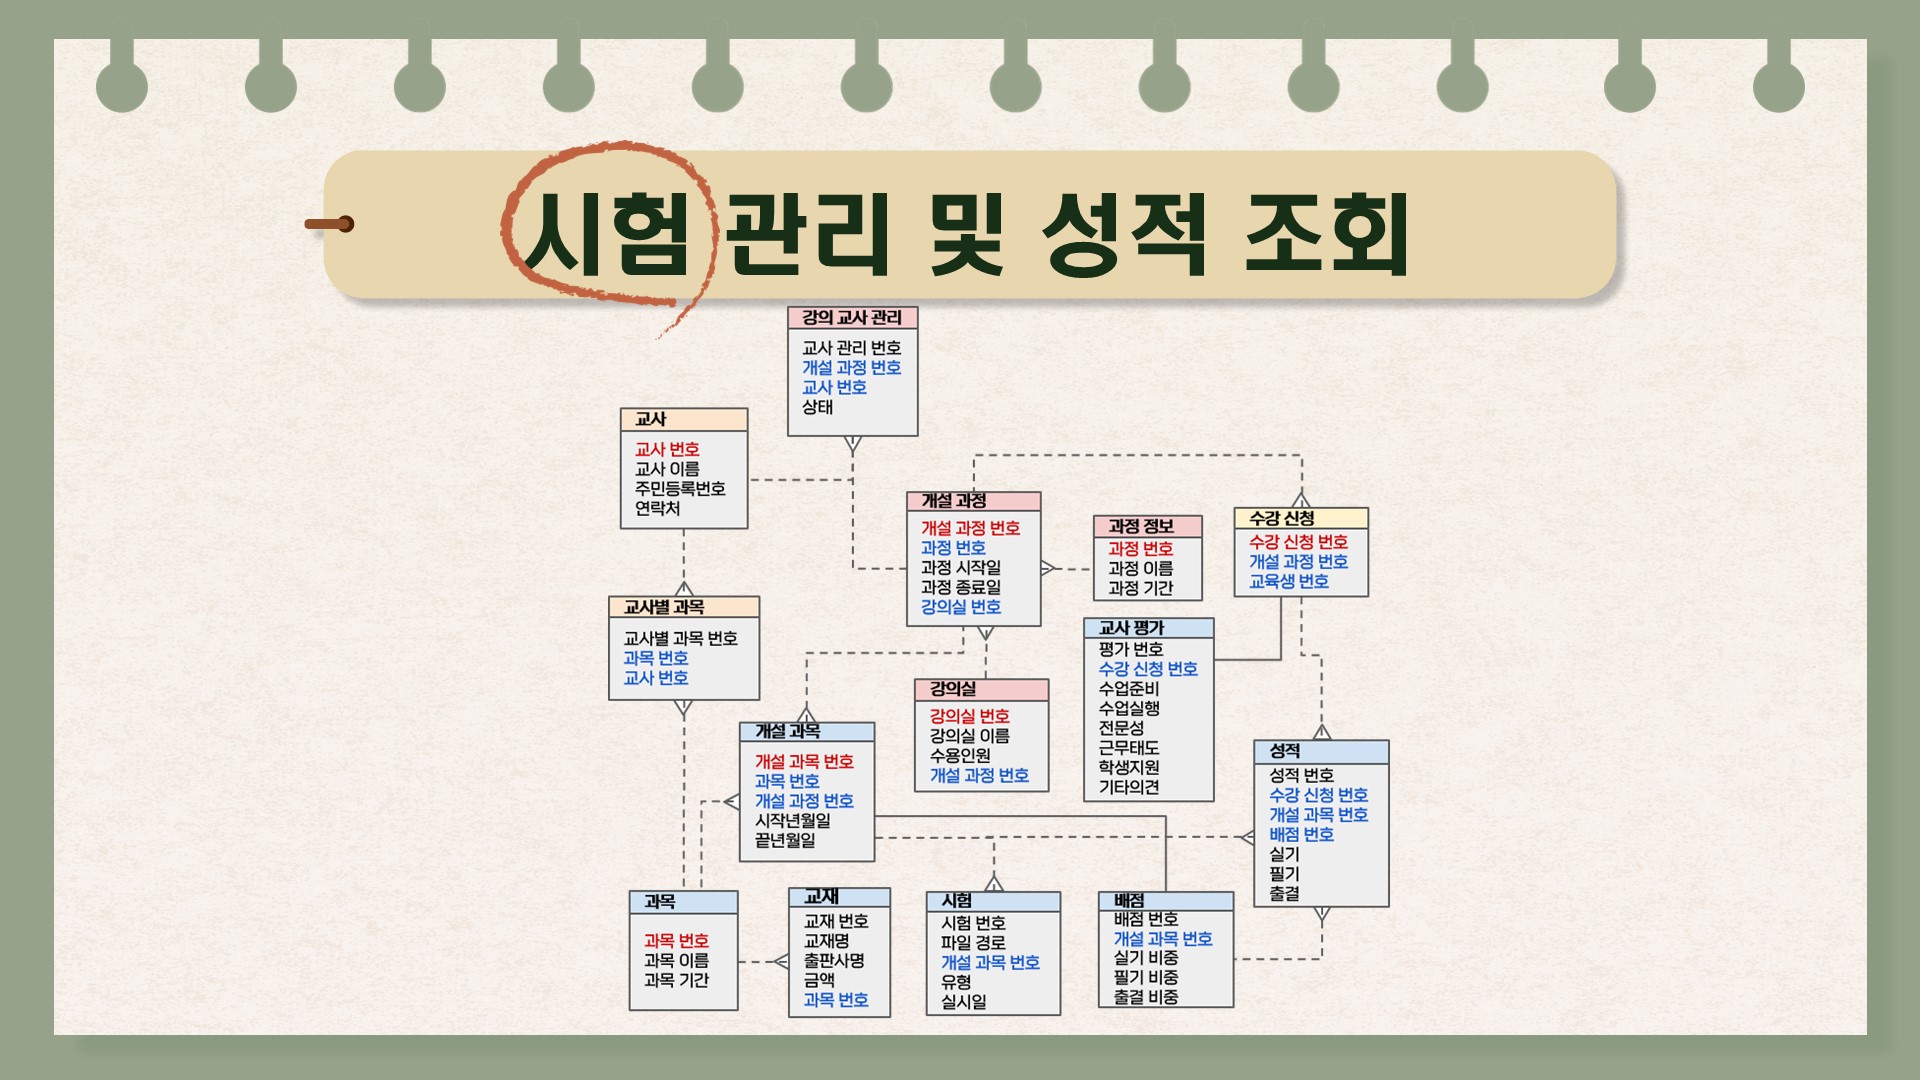 시험 관리 및 성적 조회
강의 교사 관리
교사 관리 번호
개설 과정 번호
교사 번호
상태
교사
교사 번호
교사 이름
주민등록번호
연락처
개설 과정
개설 과정 번호
과정 번호
과정 시작일
과정 종료일
강의실 번호
과정 정보
과정 번호
과정 이름
과정 기간
수강 신청
수강 신청 번호
개설 과정 번호
교육생 번호
교사별 과목
교사별 과목 번호
과목 번호
교사 번호
교사 평가
평가 번호
수강 신청 번호
수업준비
수업실행
전문성
근무태도
학생지원
기타의견
강의실
강의실 번호
강의실 이름
수용인원
개설 과정 번호
개설 과목
개설 과목 번호
과목 번호
개설 과정 번호
시작년월일
끝년월일
성적
성적 번호
수강 신청 번호
개설 과목 번호
배점 번호
실기
필기
출결
과목
과목 번호
과목 이름
과목 기간
교재
교재 번호
교재명
출판사명
금액
과목 번호
시험
시험 번호
파일 경로
개설 과목 번호
유형
실시일
배점
배점 번호
개설 과목 번호
실기 비중
필기 비중
출결 비중